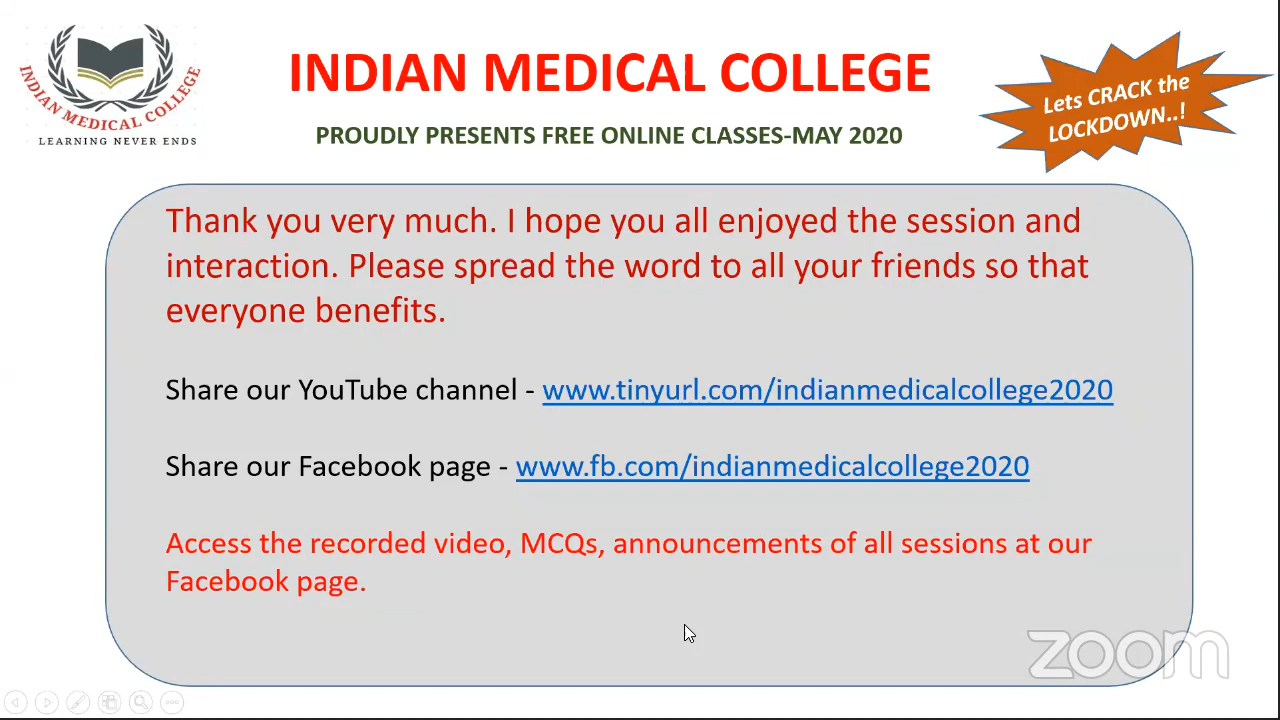 INDIAN MEDICAL COLLEGE
LEARNING NEVER ENDS
INDIAN MEDICAL COLLEGE
PROUDLY PRESENTS FREE ONLINE CLASSES-MAY 2020
Lets CRACK the
LOCKDOWN..!
Thank you very much. I hope you all enjoyed the session and
interaction. Please spread the word to all your friends so that
everyone benefits.
Share our YouTube channel - www.tinyurl.com/indianmedicalcollege2020
Share our Facebook page - www.fb.com/indianmedicalcollege2020
Access the recorded video, MCQs, announcements of all sessions at our
Facebook page.
zoom